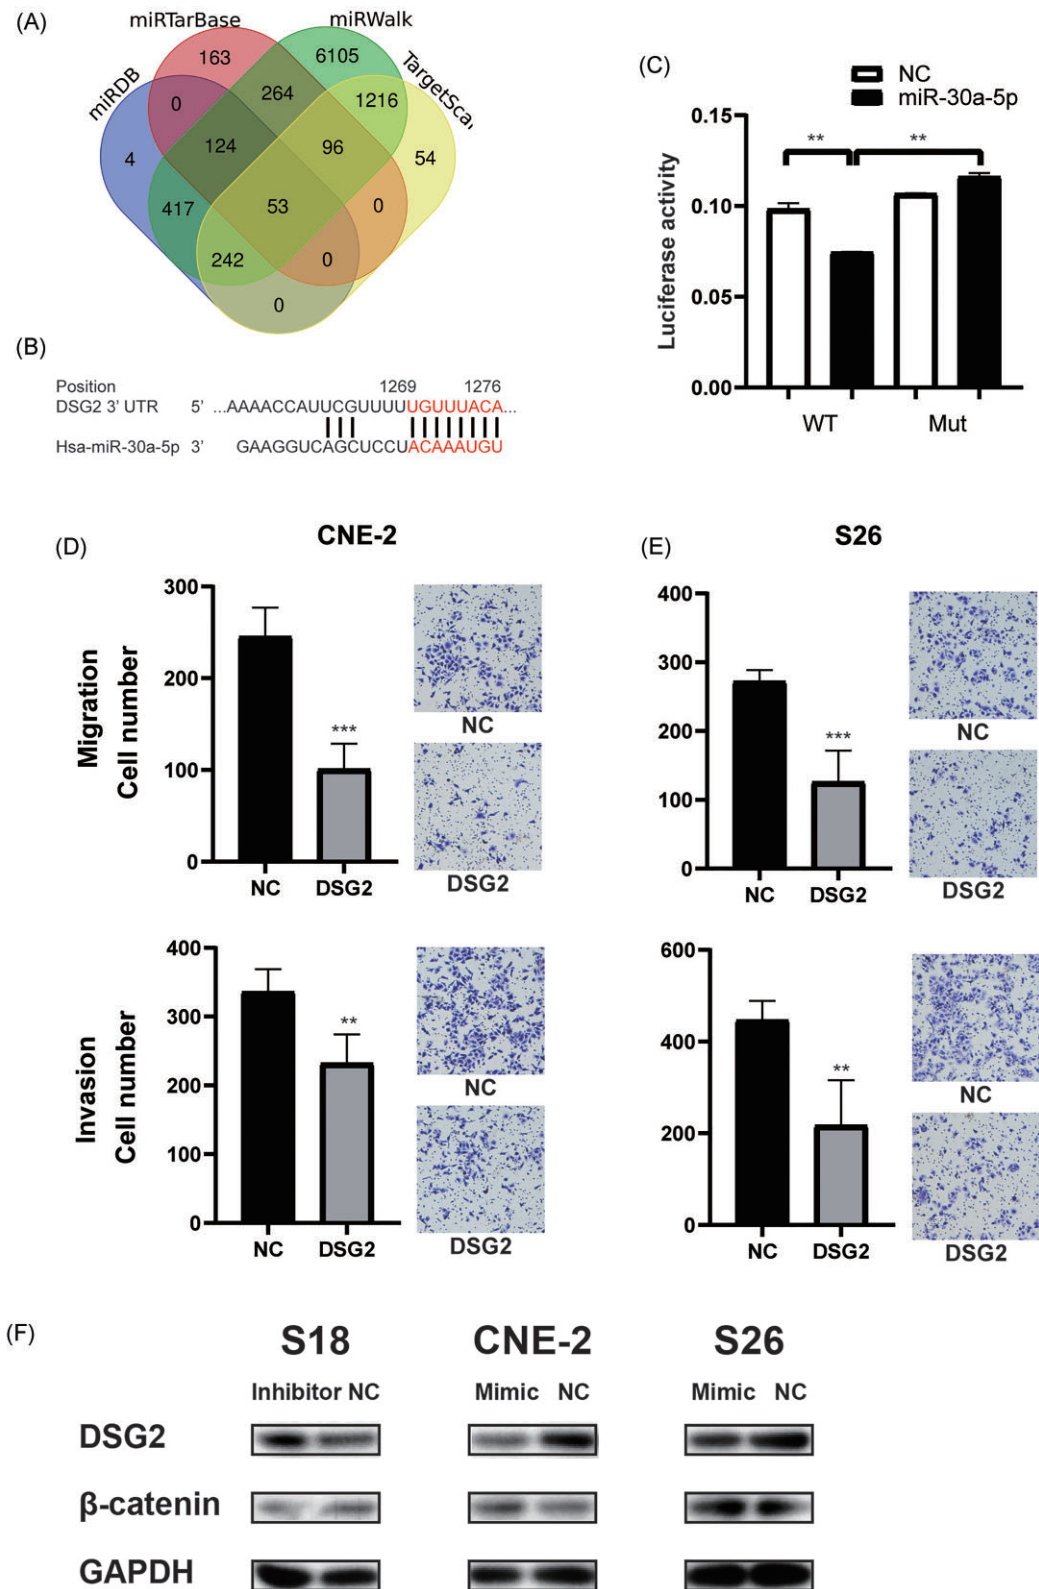 (A)
miRTarBase
miRWalk
miRDB
TargetScan
163
6105
0
264
1216
4
124
96
54
417
53
0
242
0
0
(B)
Position 1269 1276
DSG2 3' UTR 5' ...AAAACCAUUCGUUUUUGUUUACA...
Hsa-miR-30a-5p 3' GAAGGUCAGCUCCUACAAAUGU
(C)
NC
miR-30a-5p
Luciferase activity
0.15
0.10
0.05
0.00
** **
WT Mut
(D)
CNE-2
Migration
Cell number
300
200
100
0
***
NC DSG2
NC
DSG2
Invasion
Cell number
400
300
200
100
0
**
NC DSG2
NC
DSG2
(E)
S26
400
300
200
100
0
***
NC DSG2
NC
DSG2
600
400
200
0
**
NC DSG2
NC
DSG2
(F)
S18 CNE-2 S26
Inhibitor NC Mimic NC Mimic NC
DSG2
β-catenin
GAPDH